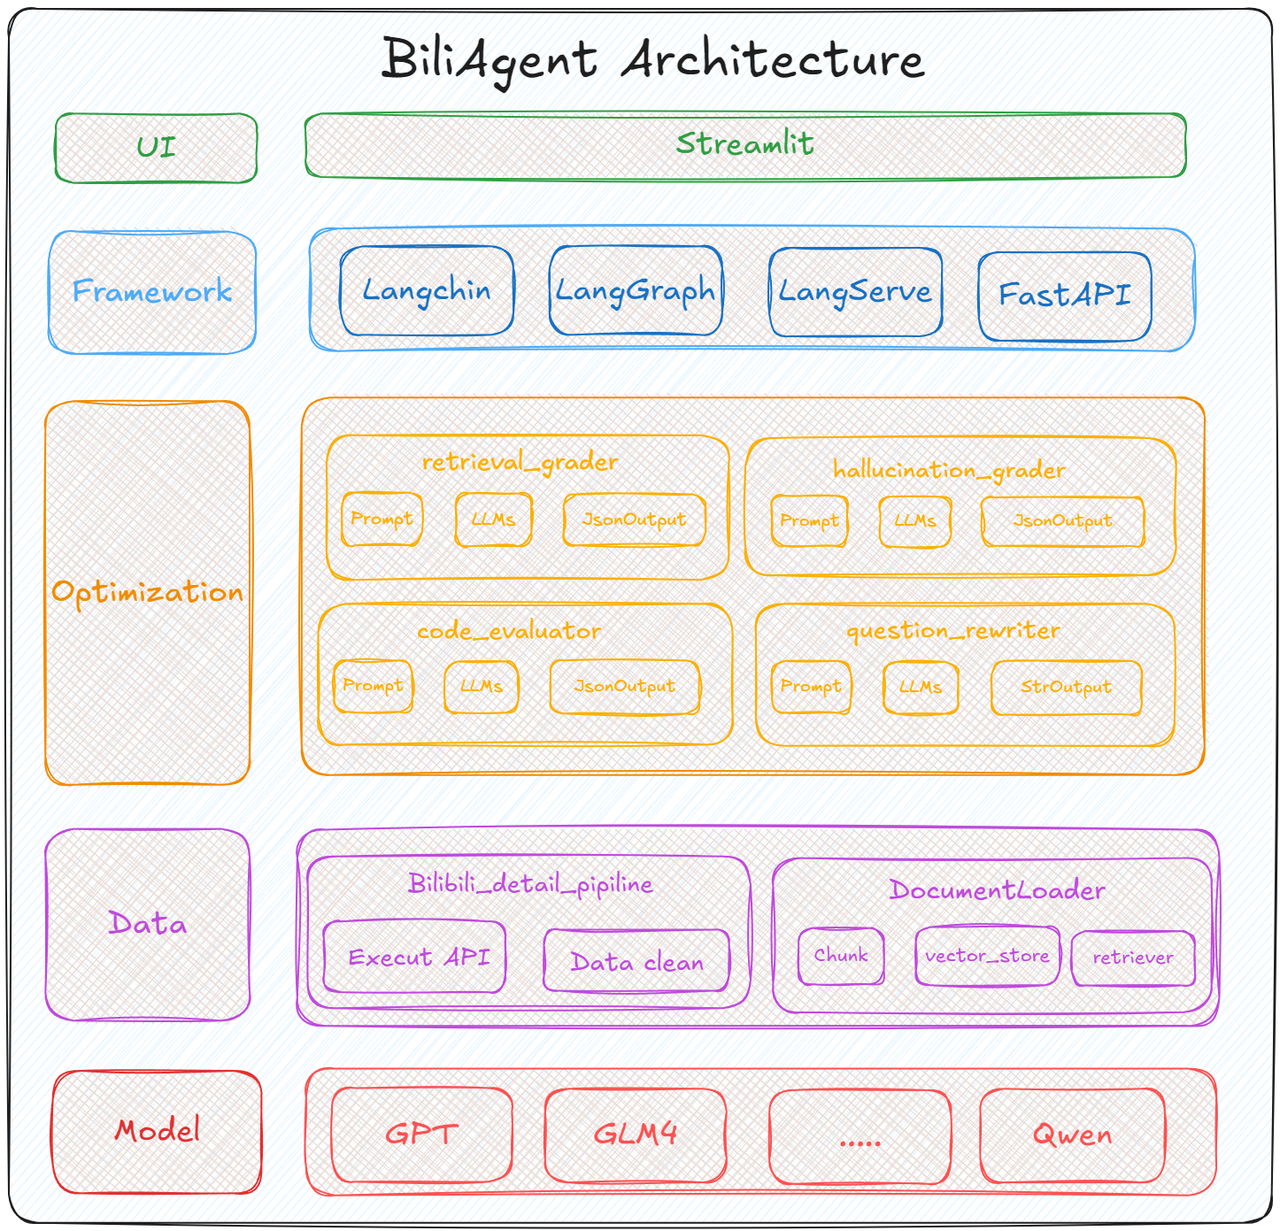 BiliAgent Architecture
UI
Streamlit
Framework
Langchin
LangGraph
LangServe
FastAPI
Optimization
retrieval_grader
Prompt
LLMs
JsonOutput
hallucination_grader
Prompt
LLMs
JsonOutput
code_evaluator
Prompt
LLMs
JsonOutput
question_rewriter
Prompt
LLMs
StrOutput
Data
Bilibili_detail_pipiline
Execut API
Data clean
DocumentLoader
Chunk
vector_store
retriever
Model
GPT
GLM4
.....
Qwen